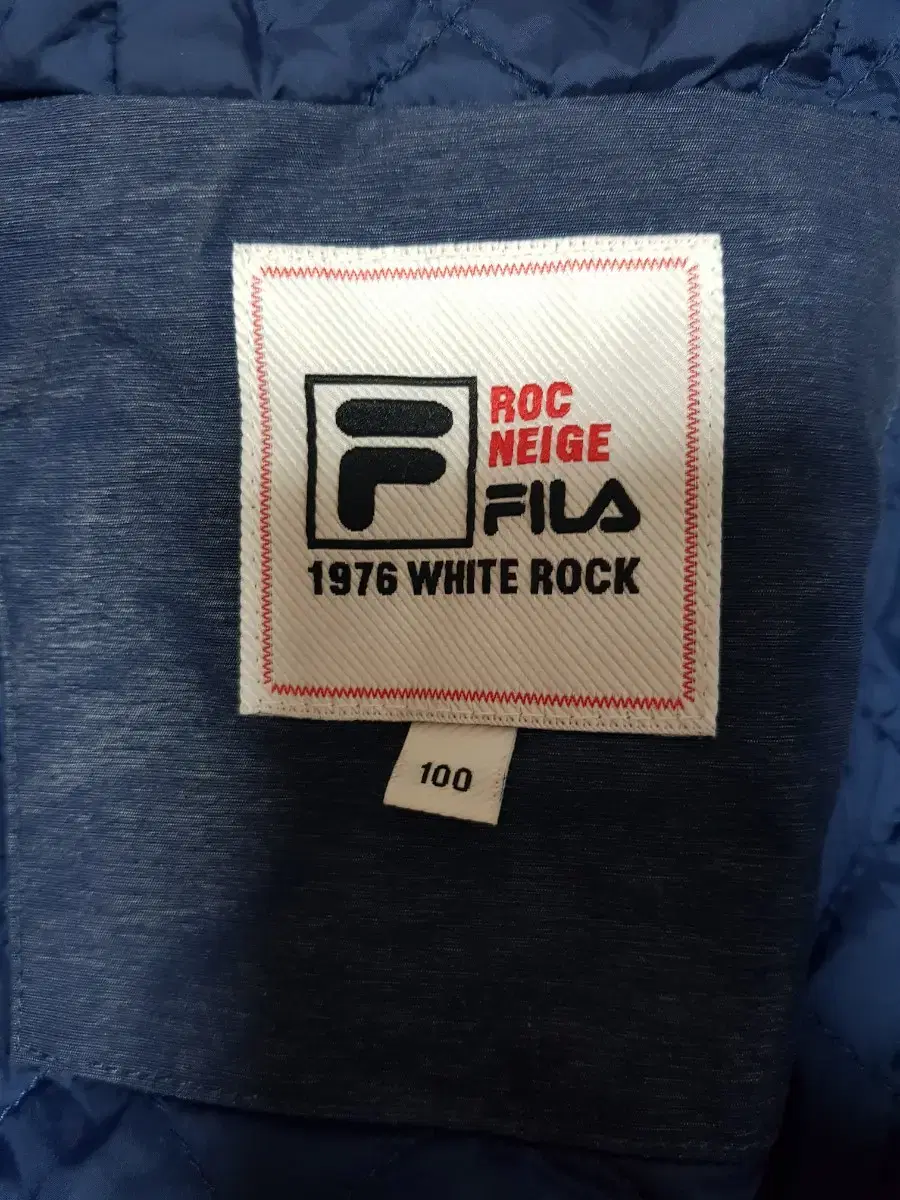 F
ROC
NEIGE
FILA
1976 WHITE ROCK
100